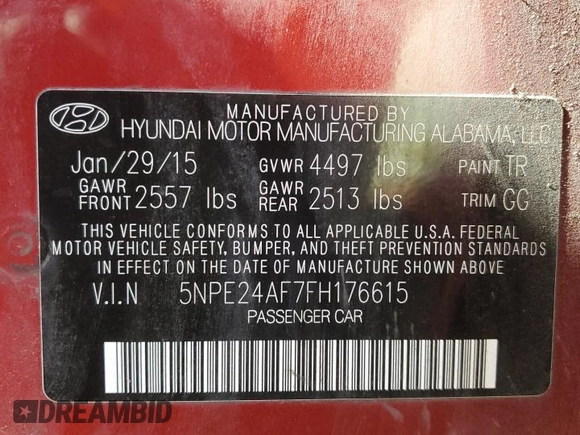 MANUFACTURED BY
HYUNDAI MOTOR MANUFACTURING ALABAMA, LLC
Jan/29/15 GVWR 4497 lbs PAINT TR
GAWR FRONT 2557 lbs GAWR REAR 2513 lbs TRIM GG
THIS VEHICLE CONFORMS TO ALL APPLICABLE U.S.A. FEDERAL
MOTOR VEHICLE SAFETY, BUMPER, AND THEFT PREVENTION STANDARDS
IN EFFECT ON THE DATE OF MANUFACTURE SHOWN ABOVE
V.I.N 5NPE24AF7FH176615
PASSENGER CAR
DREAMBID